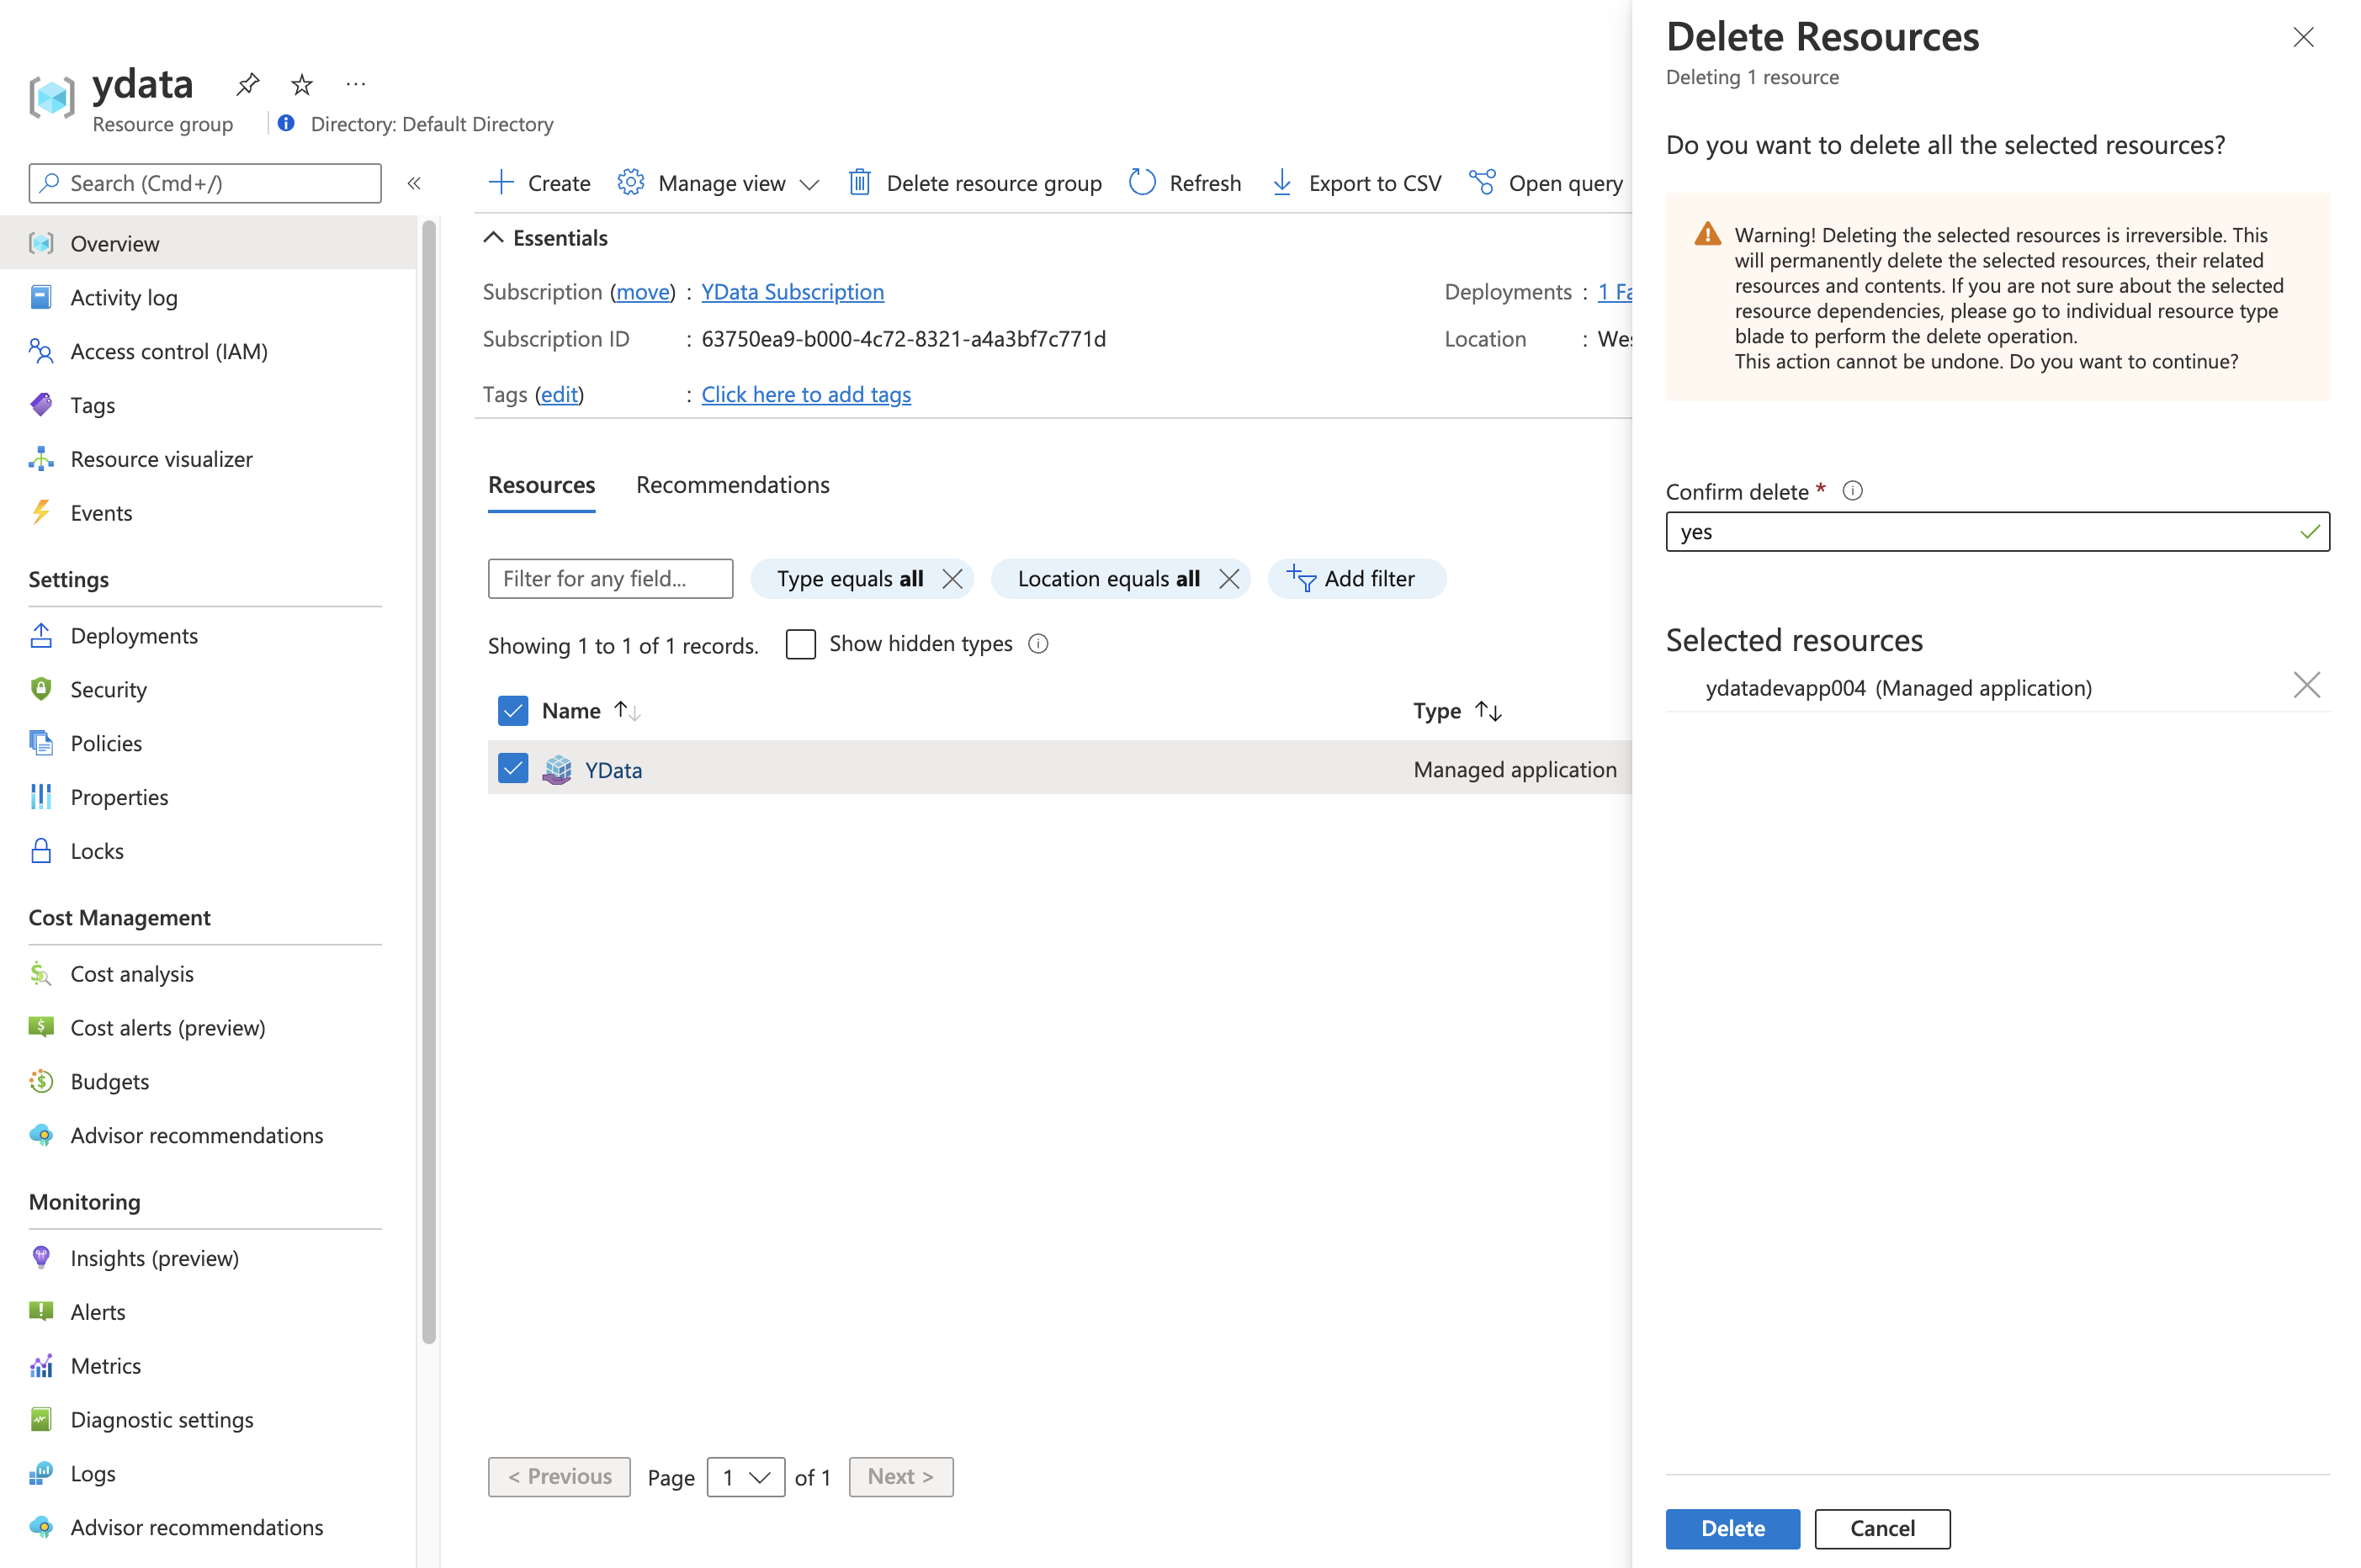 ydata
Resource group
Directory: Default Directory
Search (Cmd+/)
Overview
Activity log
Access control (IAM)
Tags
Resource visualizer
Events
Settings
Deployments
Security
Policies
Properties
Locks
Cost Management
Cost analysis
Cost alerts (preview)
Budgets
Advisor recommendations
Monitoring
Insights (preview)
Alerts
Metrics
Diagnostic settings
Logs
Advisor recommendations
Create Manage view Delete resource group Refresh Export to CSV Open query
Essentials
Subscription (move) : YData Subscription
Deployments :  1 Fa
Subscription ID : 63750ea9-b000-4c72-8321-a4a3bf7c771d
Location :
Tags (edit) : Click here to add tags
Resources Recommendations
Filter for any field... Type equals all Location equals all Add filter
Showing 1 to 1 of 1 records. Show hidden types
Name Type
YData Managed application
< Previous Page 1 of 1 Next >
Delete Resources
Deleting 1 resource
Do you want to delete all the selected resources?
Warning! Deleting the selected resources is irreversible. This
will permanently delete the selected resources, their related
resources and contents. If you are not sure about the selected
resource dependencies, please go to individual resource type
blade to perform the delete operation.
This action cannot be undone. Do you want to continue?
Confirm delete *
yes
Selected resources
ydatadevapp004 (Managed application)
Delete Cancel